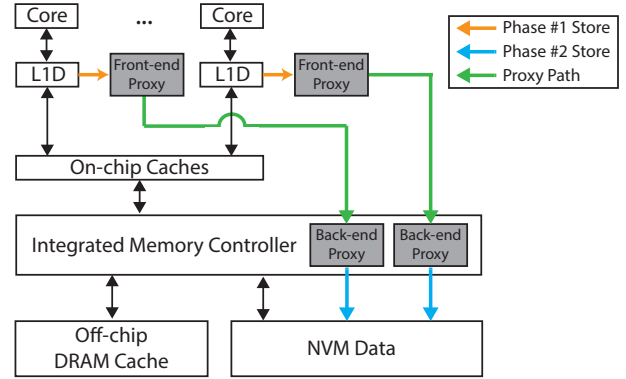 Core
...
Core
Phase #1 Store
Phase #2 Store
Proxy Path
L1D
Front-end
Proxy
L1D
Front-end
Proxy
On-chip Caches
Integrated Memory Controller
Back-end
Proxy
Back-end
Proxy
Off-chip
DRAM Cache
NVM Data